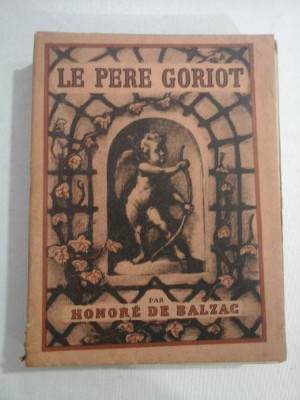 LE PERE GORIOT
PAR
HONORÉ DE BALZAC